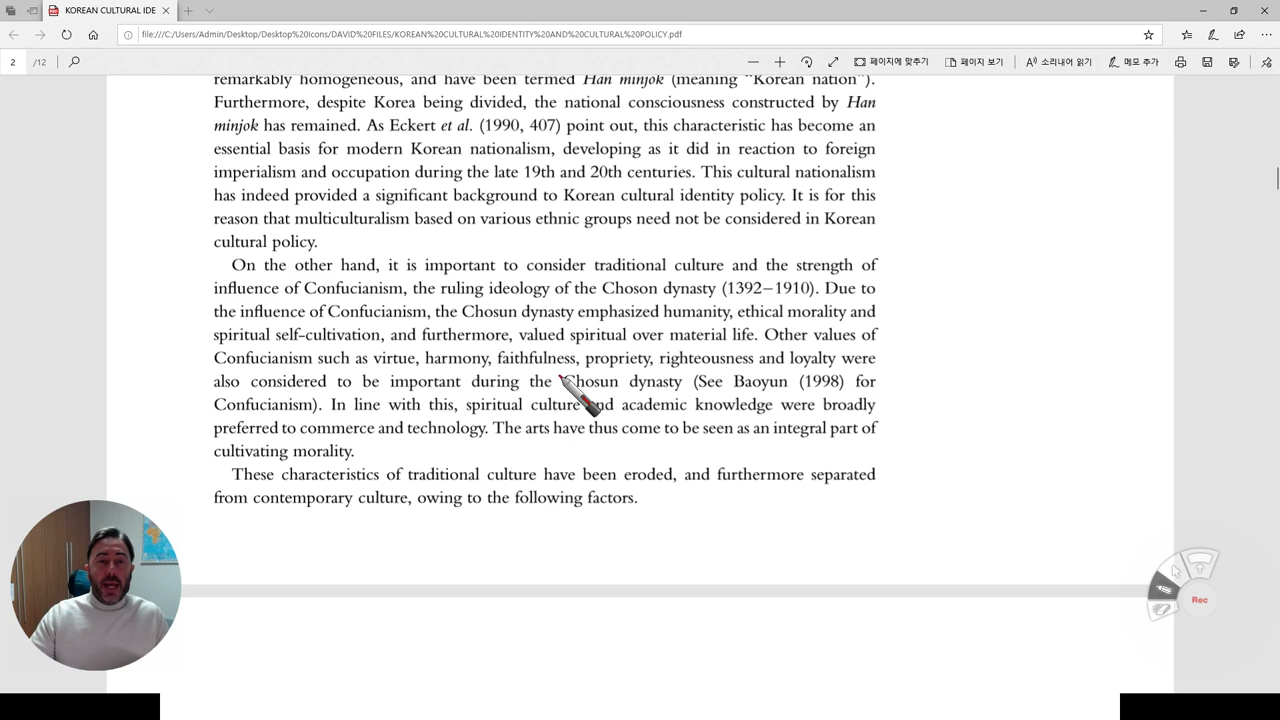 KOREAN CULTURAL IDE
file:///C:/Users/Admin/Desktop/Desktop%20Icons/DAVID%20FILES/KOREAN%20CULTURAL%20IDENTITY%20AND%20CULTURAL%20POLICY.pdf
2 /12 페이지에 맞추기 페이지 보기 소리내어 읽기 메모 추가
remarkably homogeneous, and have been termed Han minjok (meaning “Korean nation”).
Furthermore, despite Korea being divided, the national consciousness constructed by Han
minjok has remained. As Eckert et al. (1990, 407) point out, this characteristic has become an
essential basis for modern Korean nationalism, developing as it did in reaction to foreign
imperialism and occupation during the late 19th and 20th centuries. This cultural nationalism
has indeed provided a significant background to Korean cultural identity policy. It is for this
reason that multiculturalism based on various ethnic groups need not be considered in Korean
cultural policy.
On the other hand, it is important to consider traditional culture and the strength of
influence of Confucianism, the ruling ideology of the Choson dynasty (1392–1910). Due to
the influence of Confucianism, the Chosun dynasty emphasized humanity, ethical morality and
spiritual self-cultivation, and furthermore, valued spiritual over material life. Other values of
Confucianism such as virtue, harmony, faithfulness, propriety, righteousness and loyalty were
also considered to be important during the Chosun dynasty (See Baoyun (1998) for
Confucianism). In line with this, spiritual culture and academic knowledge were broadly
preferred to commerce and technology. The arts have thus come to be seen as an integral part of
cultivating morality.
These characteristics of traditional culture have been eroded, and furthermore separated
from contemporary culture, owing to the following factors.
Rec